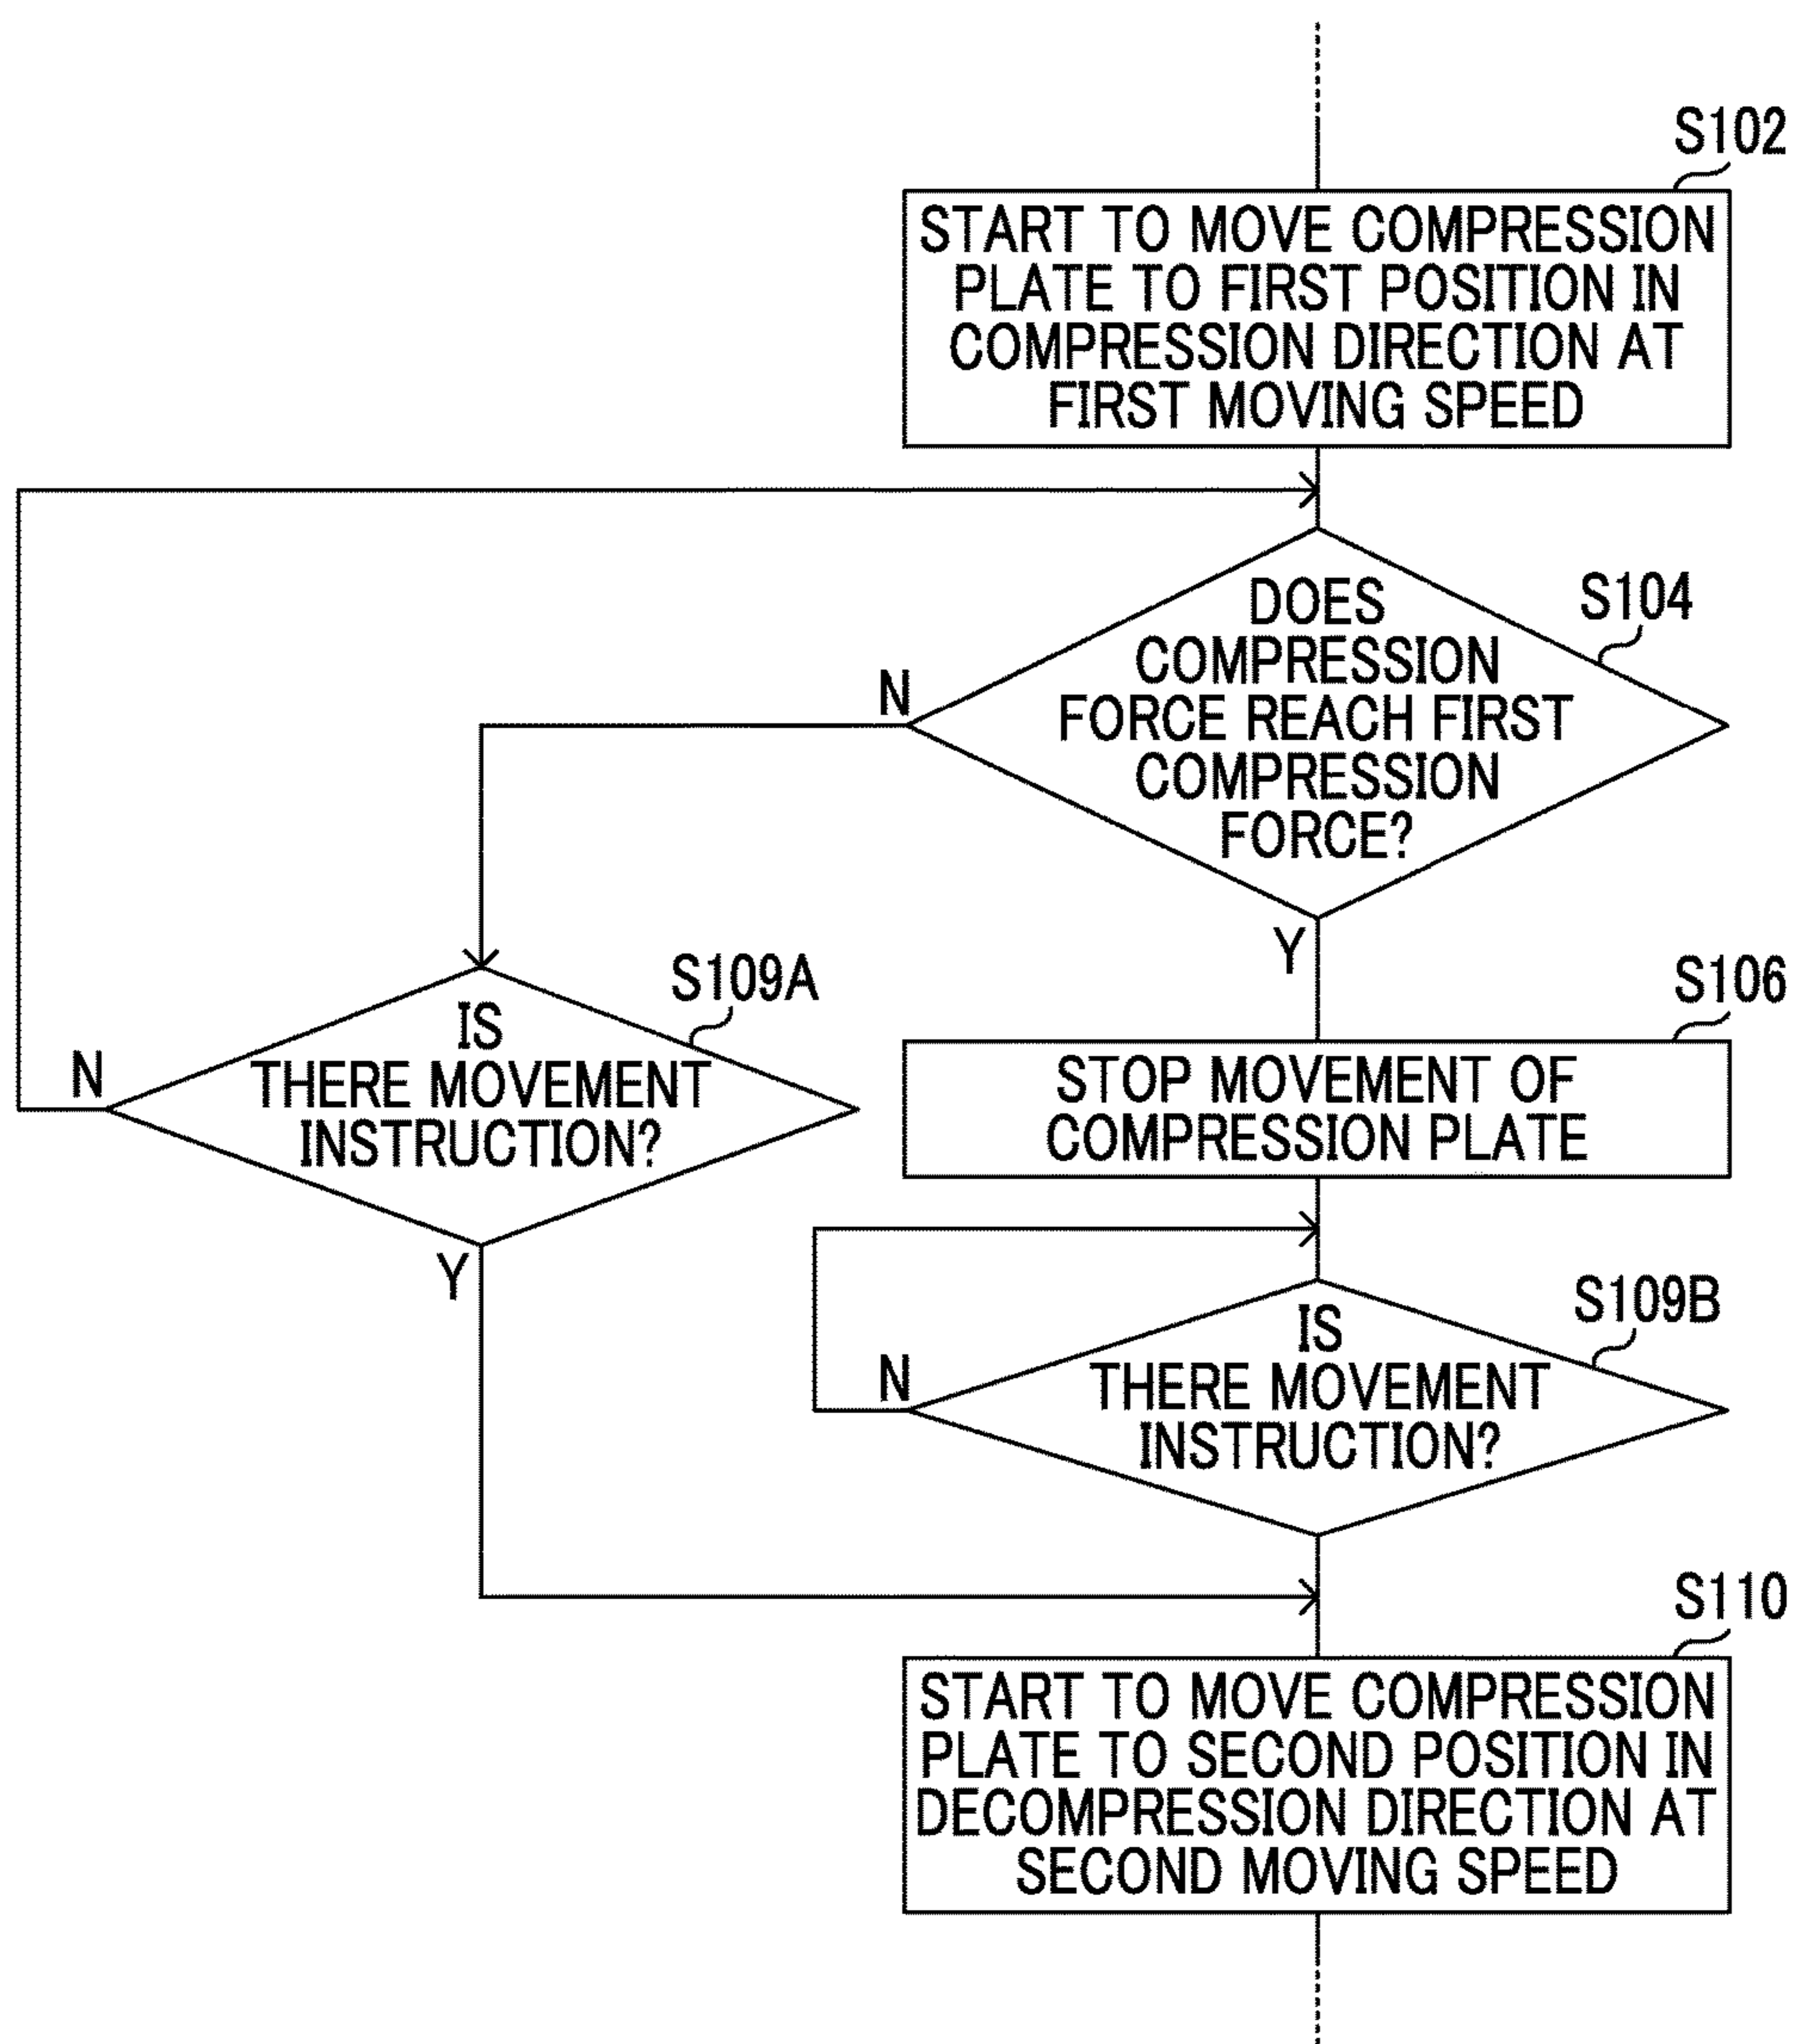 S102
START TO MOVE COMPRESSION
PLATE TO FIRST POSITION IN
COMPRESSION DIRECTION AT
FIRST MOVING SPEED
DOES
COMPRESSION
FORCE REACH FIRST
COMPRESSION
FORCE?
S104
N
Y
S109A
IS
THERE MOVEMENT
INSTRUCTION?
N
Y
S106
STOP MOVEMENT OF
COMPRESSION PLATE
S109B
IS
THERE MOVEMENT
INSTRUCTION?
N
S110
START TO MOVE COMPRESSION
PLATE TO SECOND POSITION IN
DECOMPRESSION DIRECTION AT
SECOND MOVING SPEED